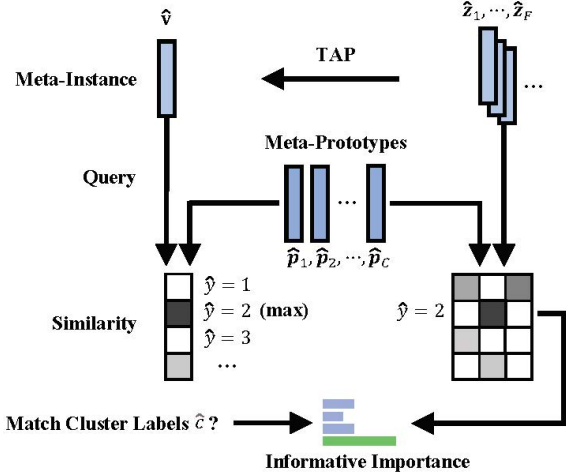 v̂
ẑ₁, ⋯, ẑ_F
TAP
Meta-Instance
...
Meta-Prototypes
Query
...
p̂₁, p̂₂, ⋯, p̂_C
ŷ = 1
ŷ = 2 (max)
ŷ = 2
Similarity
ŷ = 3
...
Match Cluster Labels ĉ ?
Informative Importance